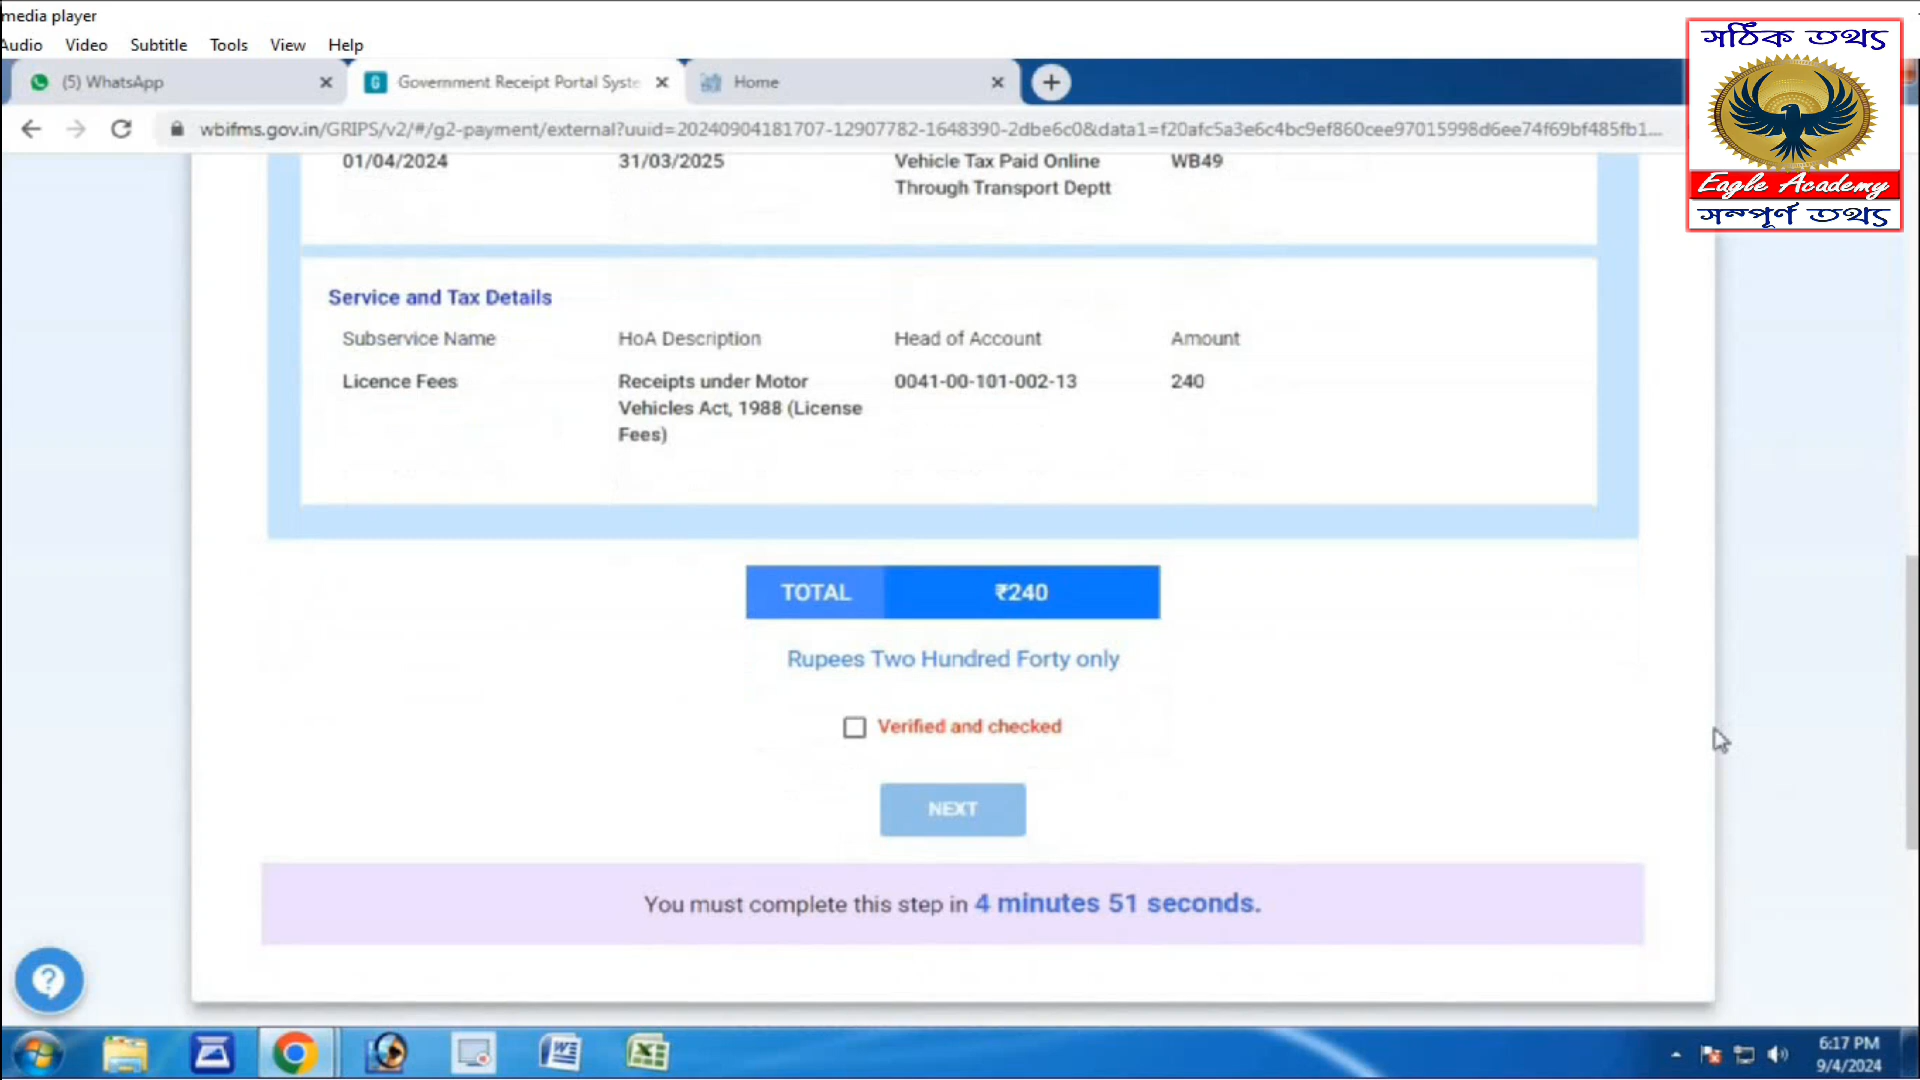 media player
Audio Video Subtitle Tools View Help
(5) WhatsApp
Government Receipt Portal Syste
Home
wbifms.gov.in/GRIPS/v2/#/g2-payment/external?uuid=20240904181707-12907782-1648390-2dbe6c0&data1=f20afc5a3e6c4bc9ef860cee97015998d6ee74f69bf485fb1...
সঠিক তথ্য
Eagle Academy
সম্পূর্ণ তথ্য
01/04/2024 31/03/2025 Vehicle Tax Paid Online WB49
Through Transport Deptt
Service and Tax Details
Subservice Name HoA Description Head of Account Amount
Licence Fees Receipts under Motor 0041-00-101-002-13 240
Vehicles Act, 1988 (License
Fees)
TOTAL ₹240
Rupees Two Hundred Forty only
Verified and checked
NEXT
You must complete this step in 4 minutes 51 seconds.
6:17 PM
9/4/2024